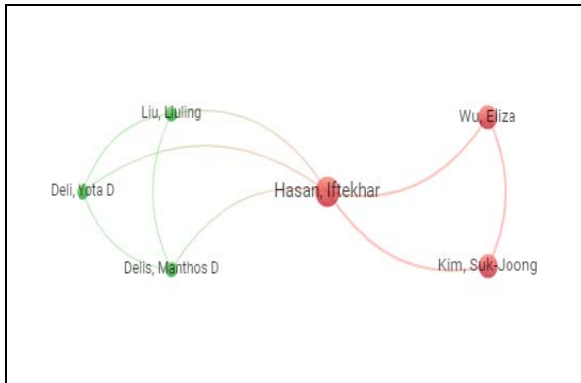 Liu, Liuling
Wu, Eliza
Deli, Yota D
Hasan, Iftekhar
Delis, Manthos D
Kim, Suk-Joong